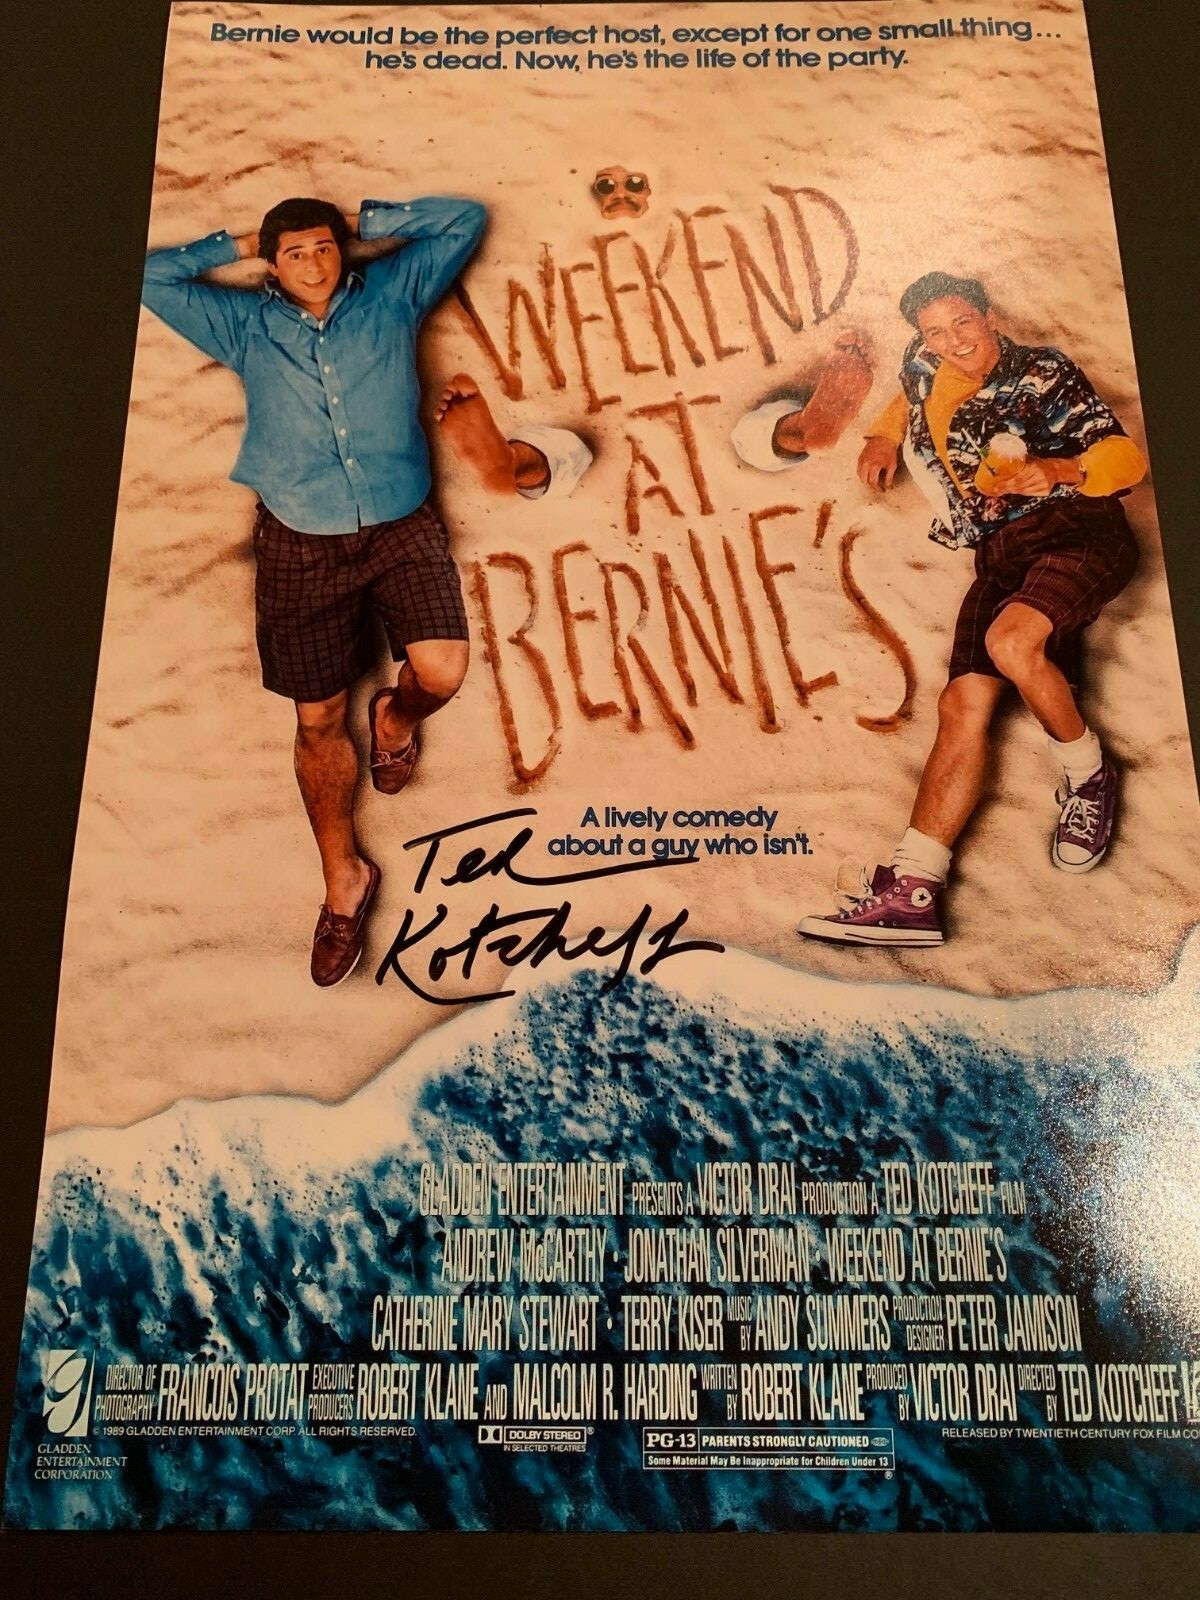 Bernie would be the perfect host, except for one small thing...
he's dead. Now, he's the life of the party.
WEEKEND
AT
BERNIE'S
A lively comedy
about a guy who isn't.
Ted
Kotcheff
GLADDEN ENTERTAINMENT PRESENTS A VICTOR DRAI PRODUCTION A TED KOTCHEFF FILM
ANDREW McCARTHY • JONATHAN SILVERMAN • WEEKEND AT BERNIE'S
CATHERINE MARY STEWART • TERRY KISER MUSIC BY ANDY SUMMERS PRODUCTION DESIGNER PETER JAMISON
DIRECTOR OF PHOTOGRAPHY FRANCOIS PROTAT EXECUTIVE PRODUCERS ROBERT KLANE AND MALCOLM R. HARDING WRITTEN BY ROBERT KLANE PRODUCED BY VICTOR DRAI DIRECTED BY TED KOTCHEFF
© 1989 GLADDEN ENTERTAINMENT CORP. ALL RIGHTS RESERVED.
DOLBY STEREO ®
IN SELECTED THEATRES
PG-13 PARENTS STRONGLY CAUTIONED
Some Material May Be Inappropriate for Children Under 13
®
RELEASED BY TWENTIETH CENTURY FOX FILM CO
GLADDEN
ENTERTAINMENT
CORPORATION